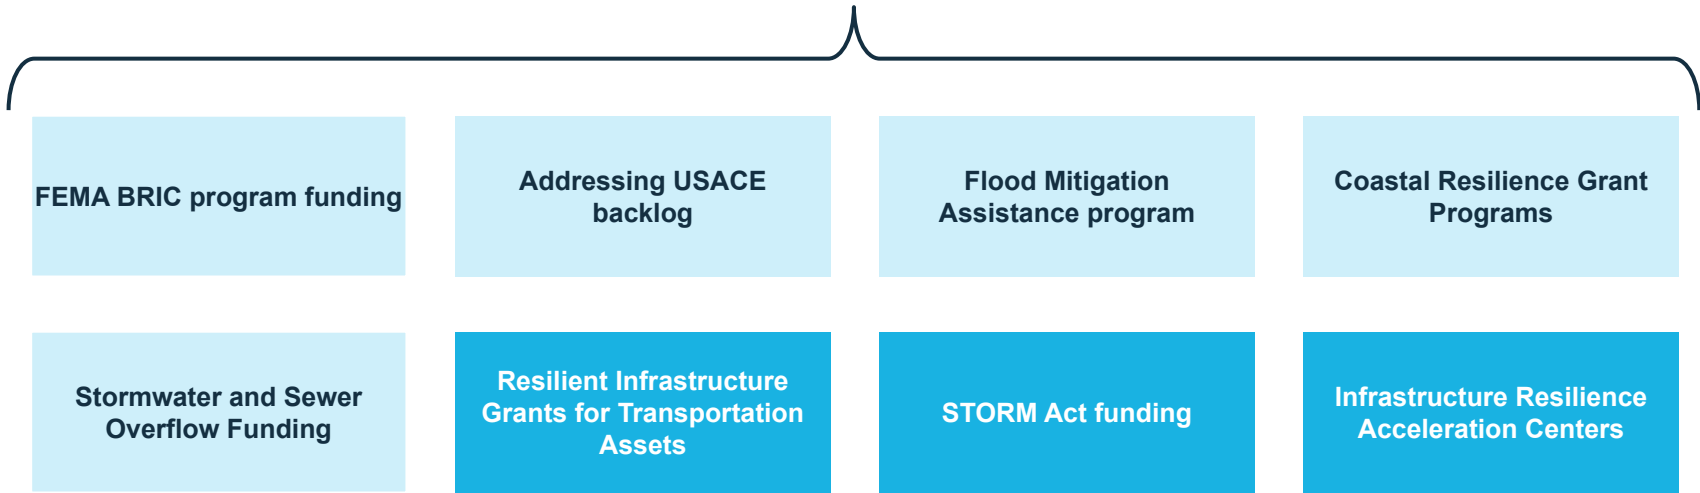 FEMA BRIC program funding
Addressing USACE
backlog
Flood Mitigation
Assistance program
Coastal Resilience Grant
Programs
Stormwater and Sewer
Overflow Funding
Resilient Infrastructure
Grants for Transportation
Assets
STORM Act funding
Infrastructure Resilience
Acceleration Centers